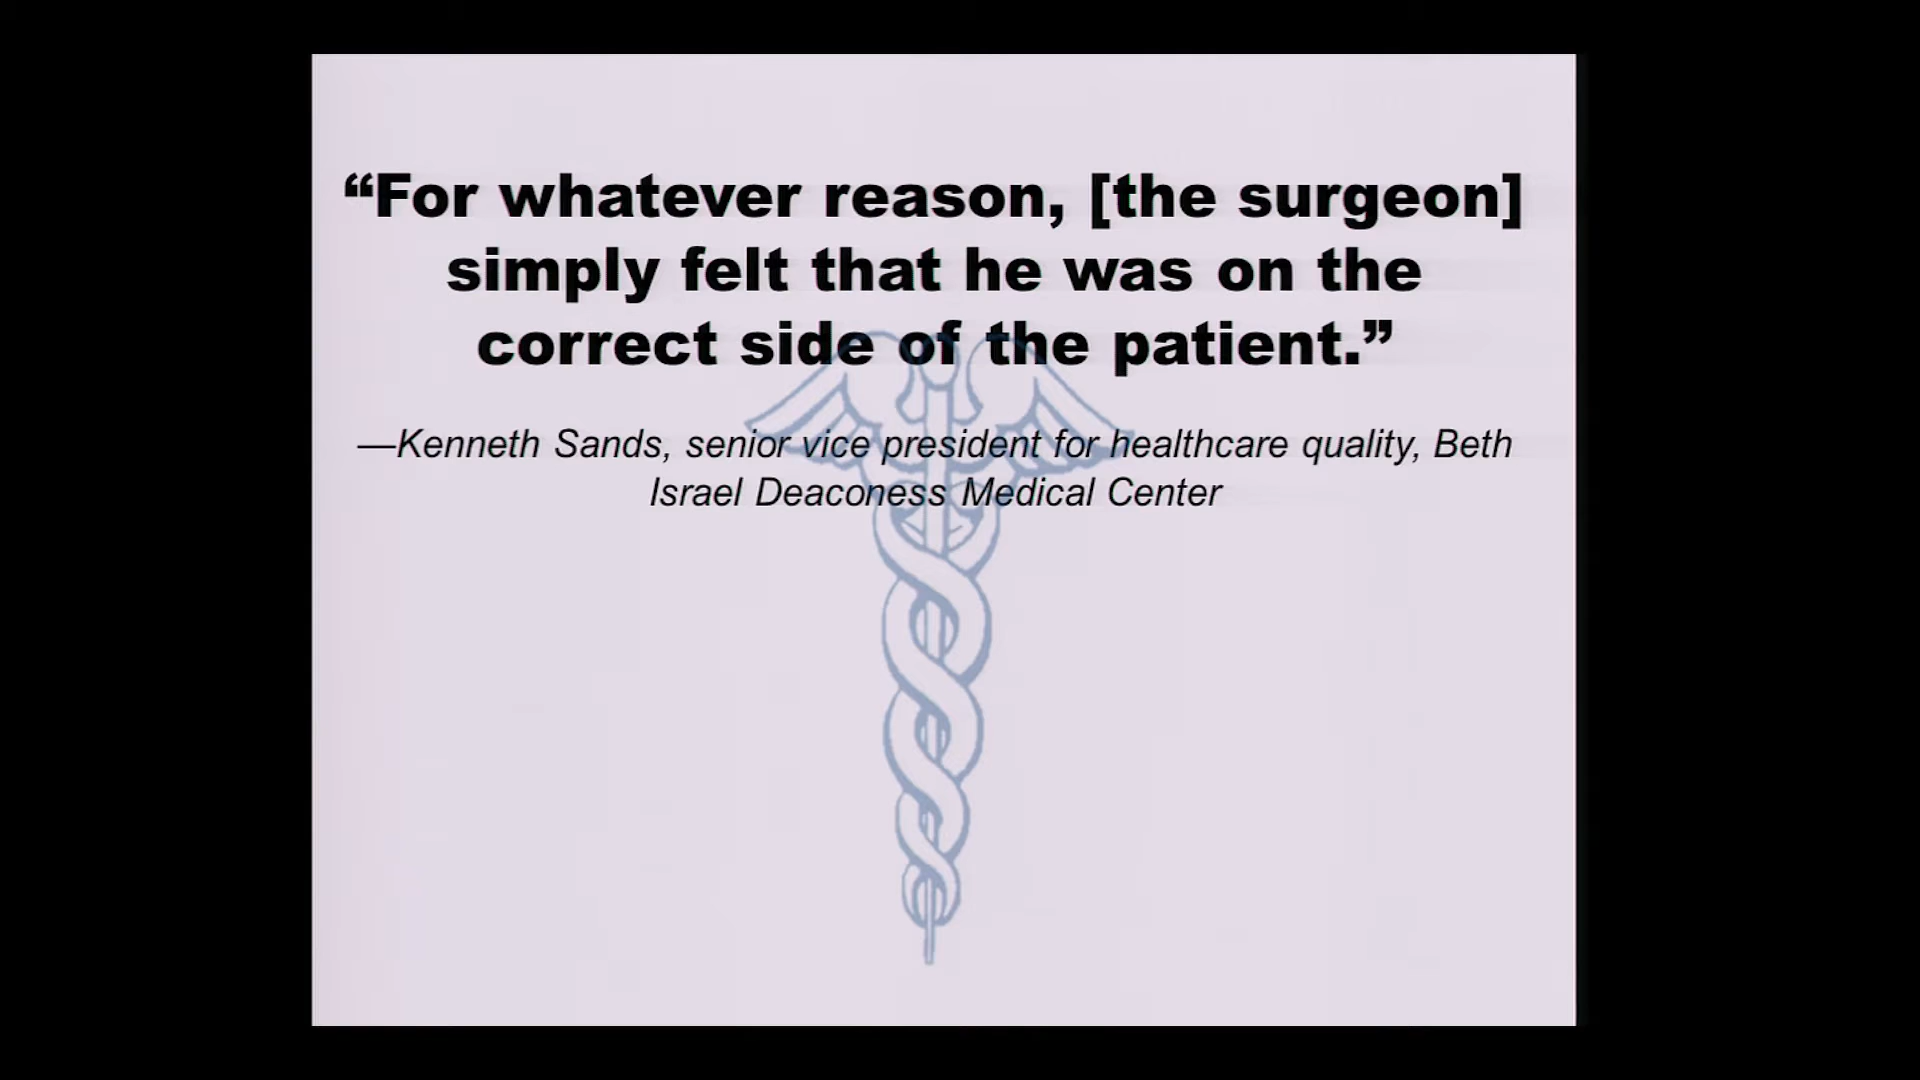 “For whatever reason, [the surgeon]
simply felt that he was on the
correct side of the patient.”
—Kenneth Sands, senior vice president for healthcare quality, Beth
Israel Deaconess Medical Center